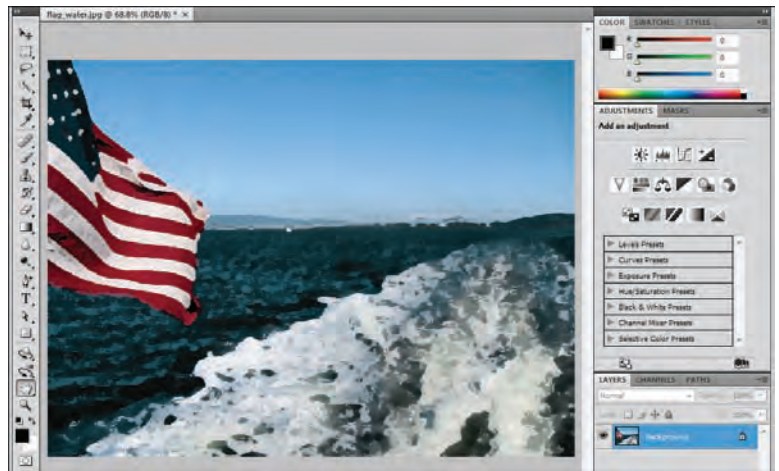 flag_water.jpg @ 68.8% (RGB/8) *
COLOR SWATCHES STYLES
R 0
G 0
B 0
ADJUSTMENTS MASKS
Add an adjustment
Levels Presets
Curves Presets
Exposure Presets
Hue/Saturation Presets
Black & White Presets
Channel Mixer Presets
Selective Color Presets
LAYERS CHANNELS PATHS
Normal
Background
T